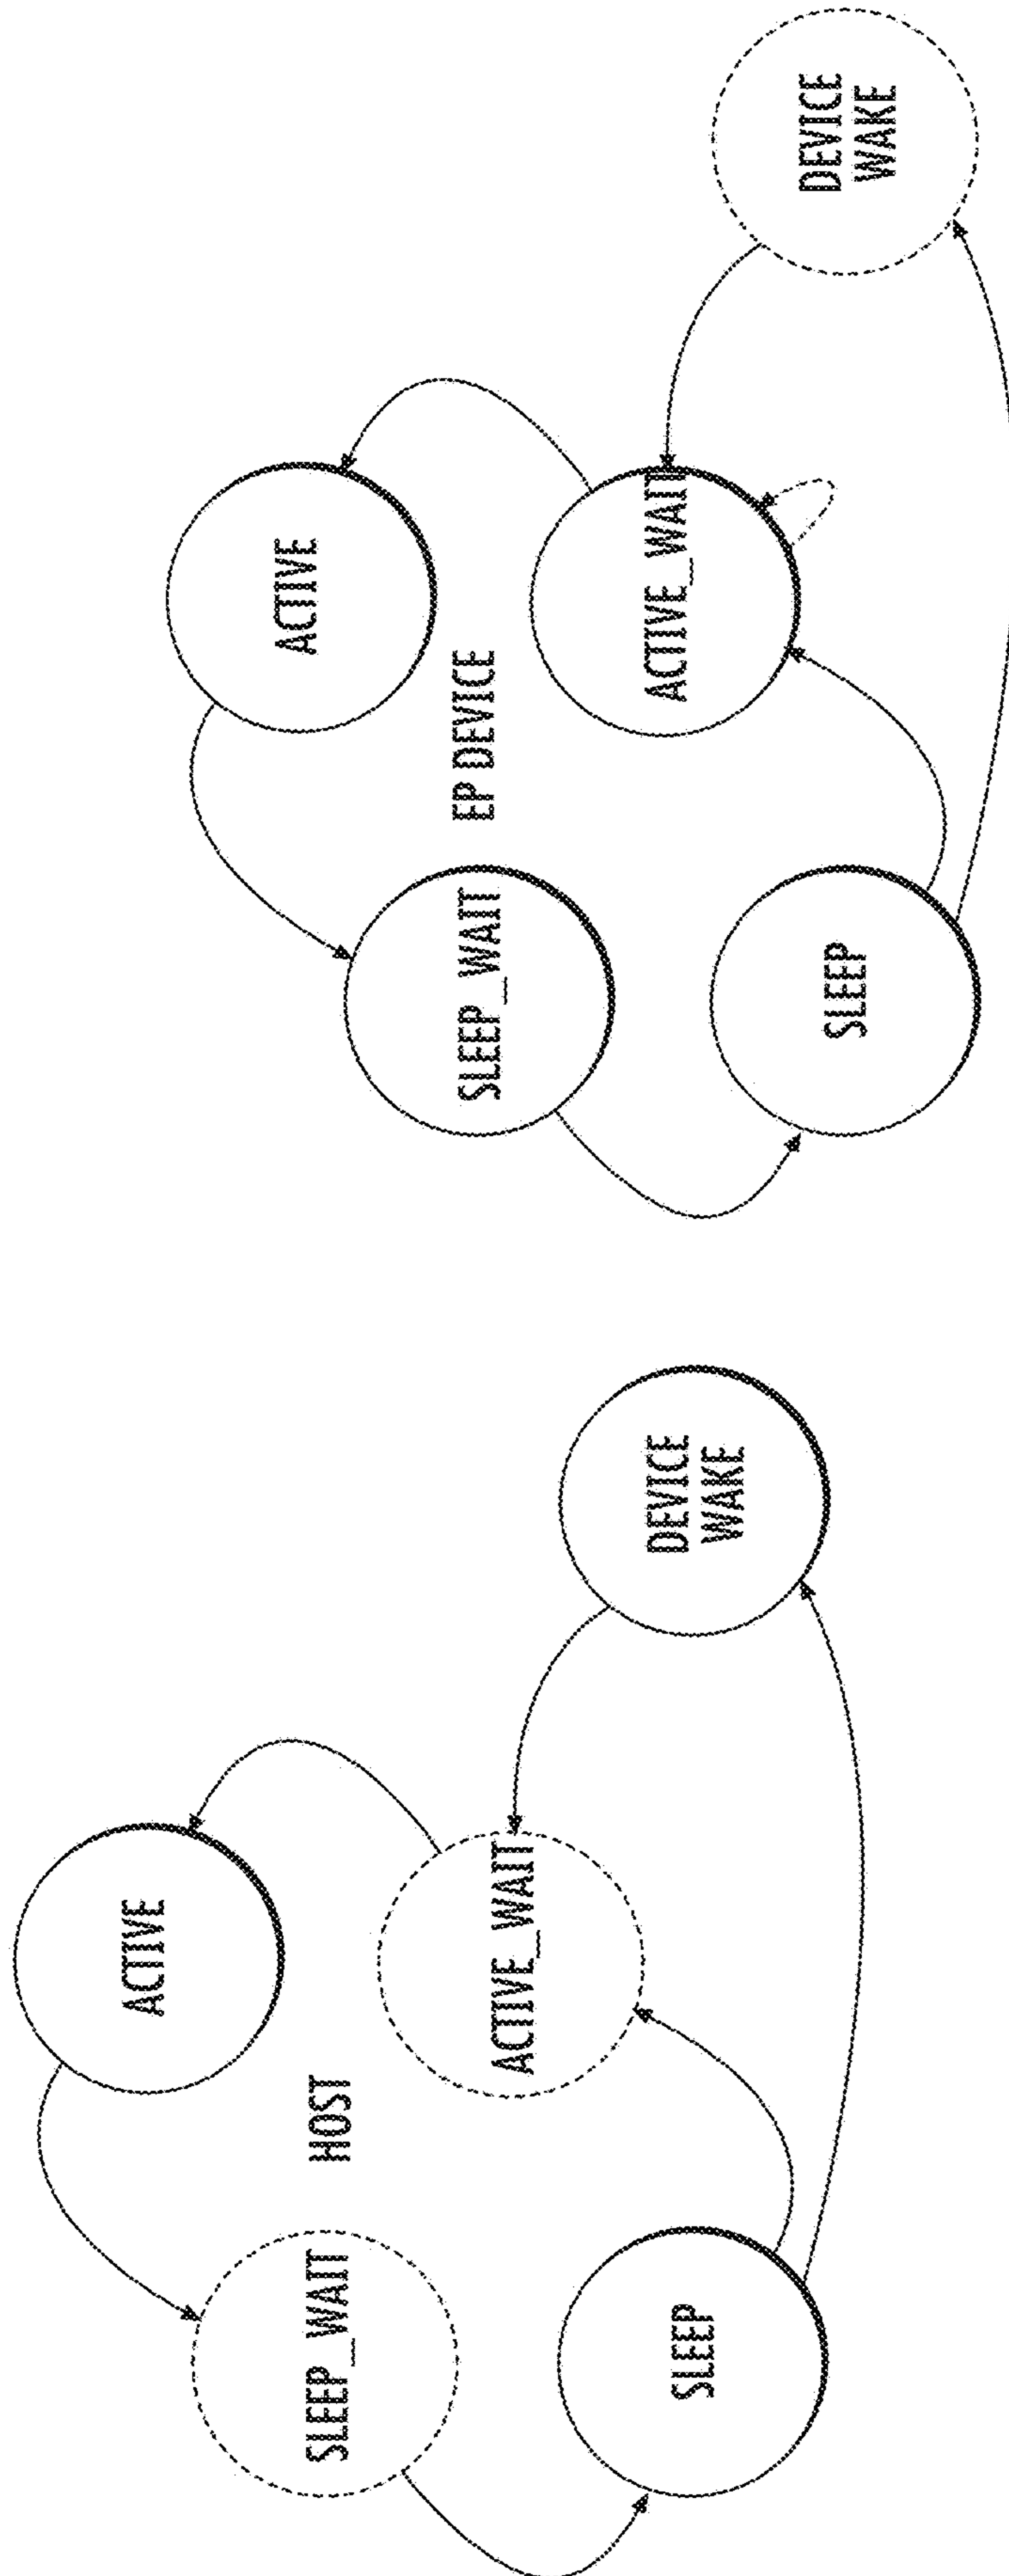 ACTIVE
SLEEP_WAIT
HOST
ACTIVE_WAIT
SLEEP
DEVICE
WAKE
ACTIVE
SLEEP_WAIT
EP DEVICE
ACTIVE_WAIT
SLEEP
DEVICE
WAKE